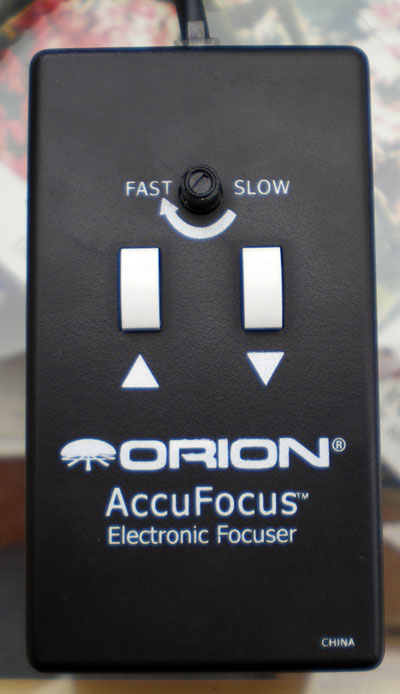 FAST SLOW
ORION®
AccuFocus™
Electronic Focuser
CHINA